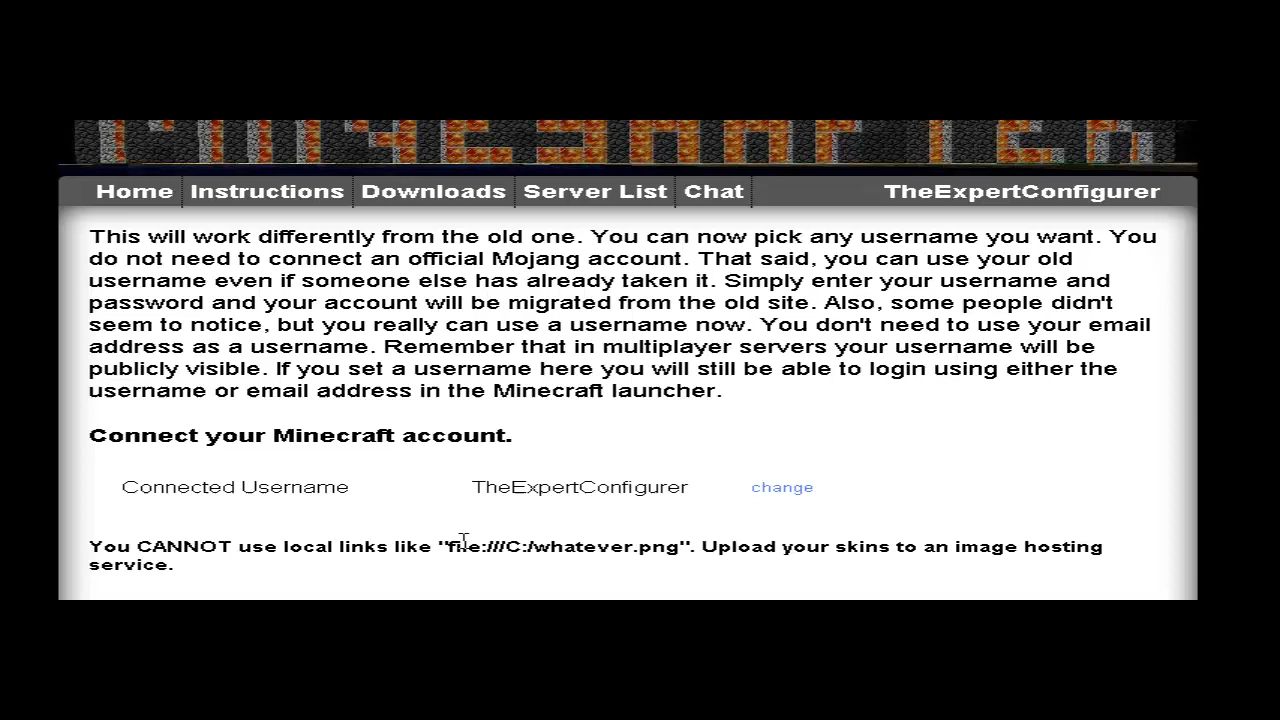 Home Instructions Downloads Server List Chat TheExpertConfigurer
This will work differently from the old one. You can now pick any username you want. You
do not need to connect an official Mojang account. That said, you can use your old
username even if someone else has already taken it. Simply enter your username and
password and your account will be migrated from the old site. Also, some people didn't
seem to notice, but you really can use a username now. You don't need to use your email
address as a username. Remember that in multiplayer servers your username will be
publicly visible. If you set a username here you will still be able to login using either the
username or email address in the Minecraft launcher.
Connect your Minecraft account.
Connected Username TheExpertConfigurer change
You CANNOT use local links like "file:///C:/whatever.png". Upload your skins to an image hosting
service.